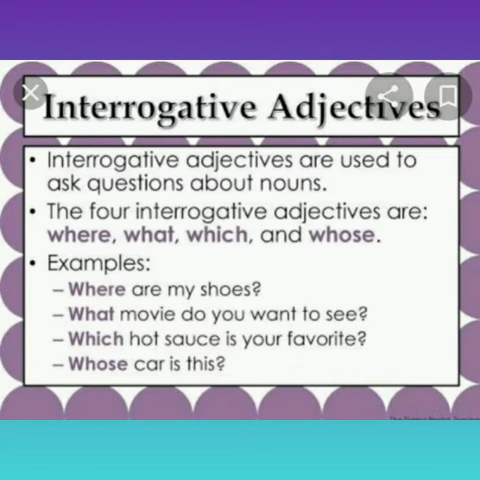 Interrogative Adjectives
• Interrogative adjectives are used to
ask questions about nouns.
• The four interrogative adjectives are:
where, what, which, and whose.
• Examples:
– Where are my shoes?
– What movie do you want to see?
– Which hot sauce is your favorite?
– Whose car is this?